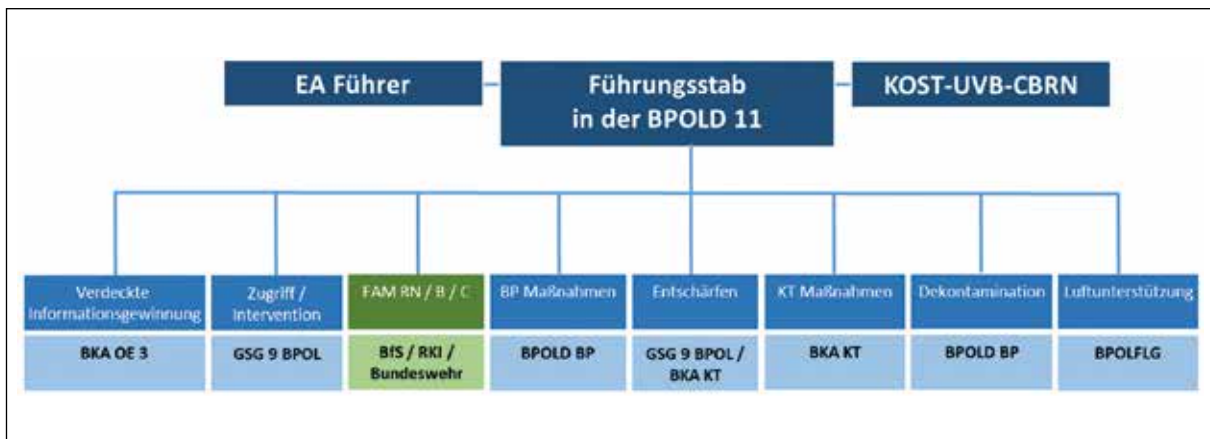 EA Führer
Führungsstab
in der BPOLD 11
KOST-UVB-CBRN
Verdeckte
Informationsgewinnung
BKA OE 3
Zugriff /
Intervention
GSG 9 BPOL
FAM RN / B / C
BfS / RKI /
Bundeswehr
BP Maßnahmen
BPOLD BP
Entschärfen
GSG 9 BPOL /
BKA KT
KT Maßnahmen
BKA KT
Dekontamination
BPOLD BP
Luftunterstützung
BPOLFLG